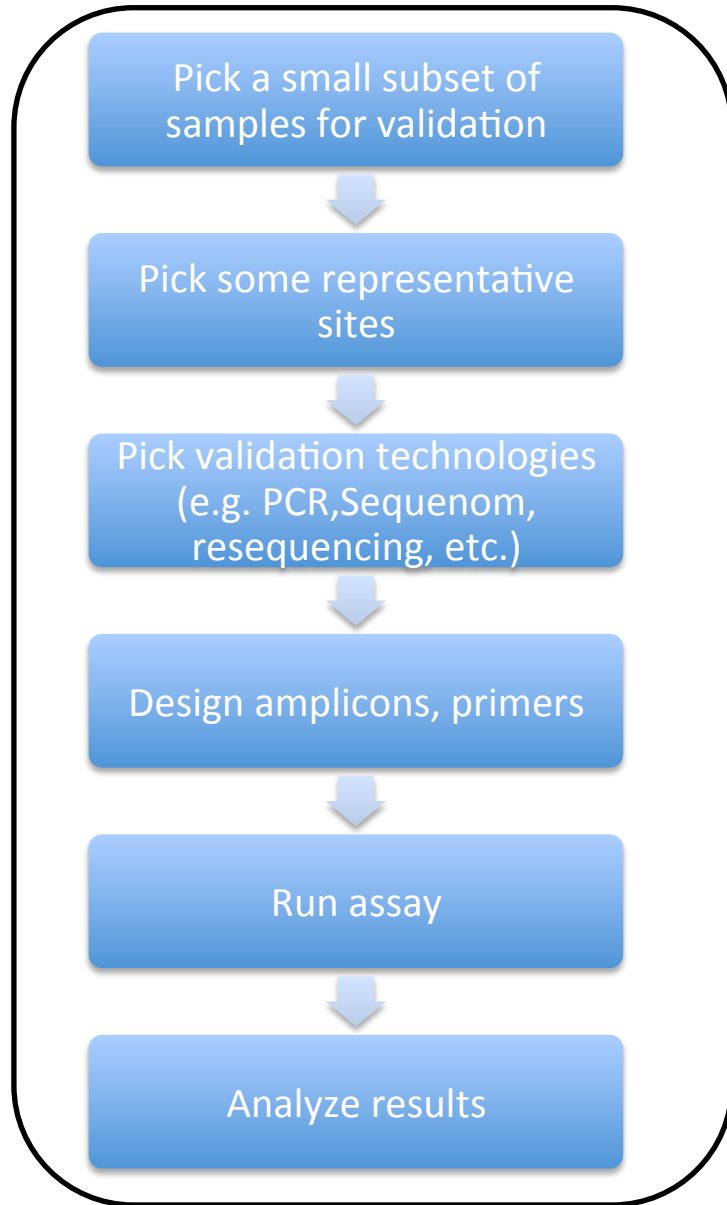 Pick a small subset of
samples for validation
Pick some representative
sites
Pick validation technologies
(e.g. PCR,Sequenom,
resequencing, etc.)
Design amplicons, primers
Run assay
Analyze results